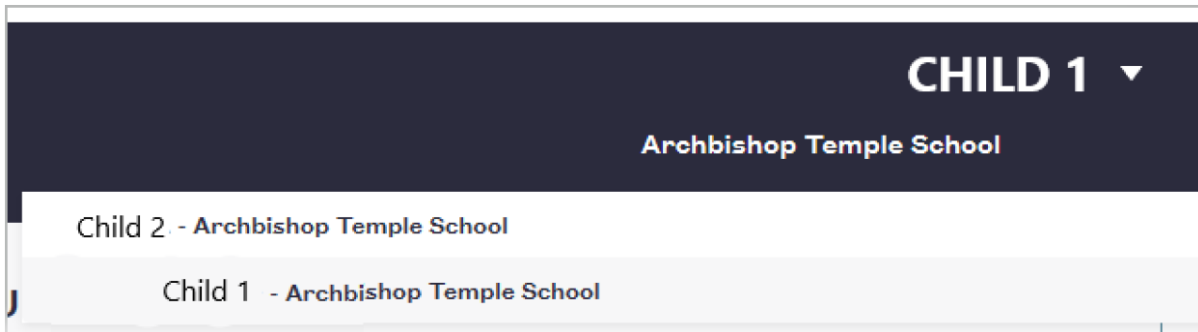 CHILD 1
Archbishop Temple School
Child 2 - Archbishop Temple School
Child 1 - Archbishop Temple School